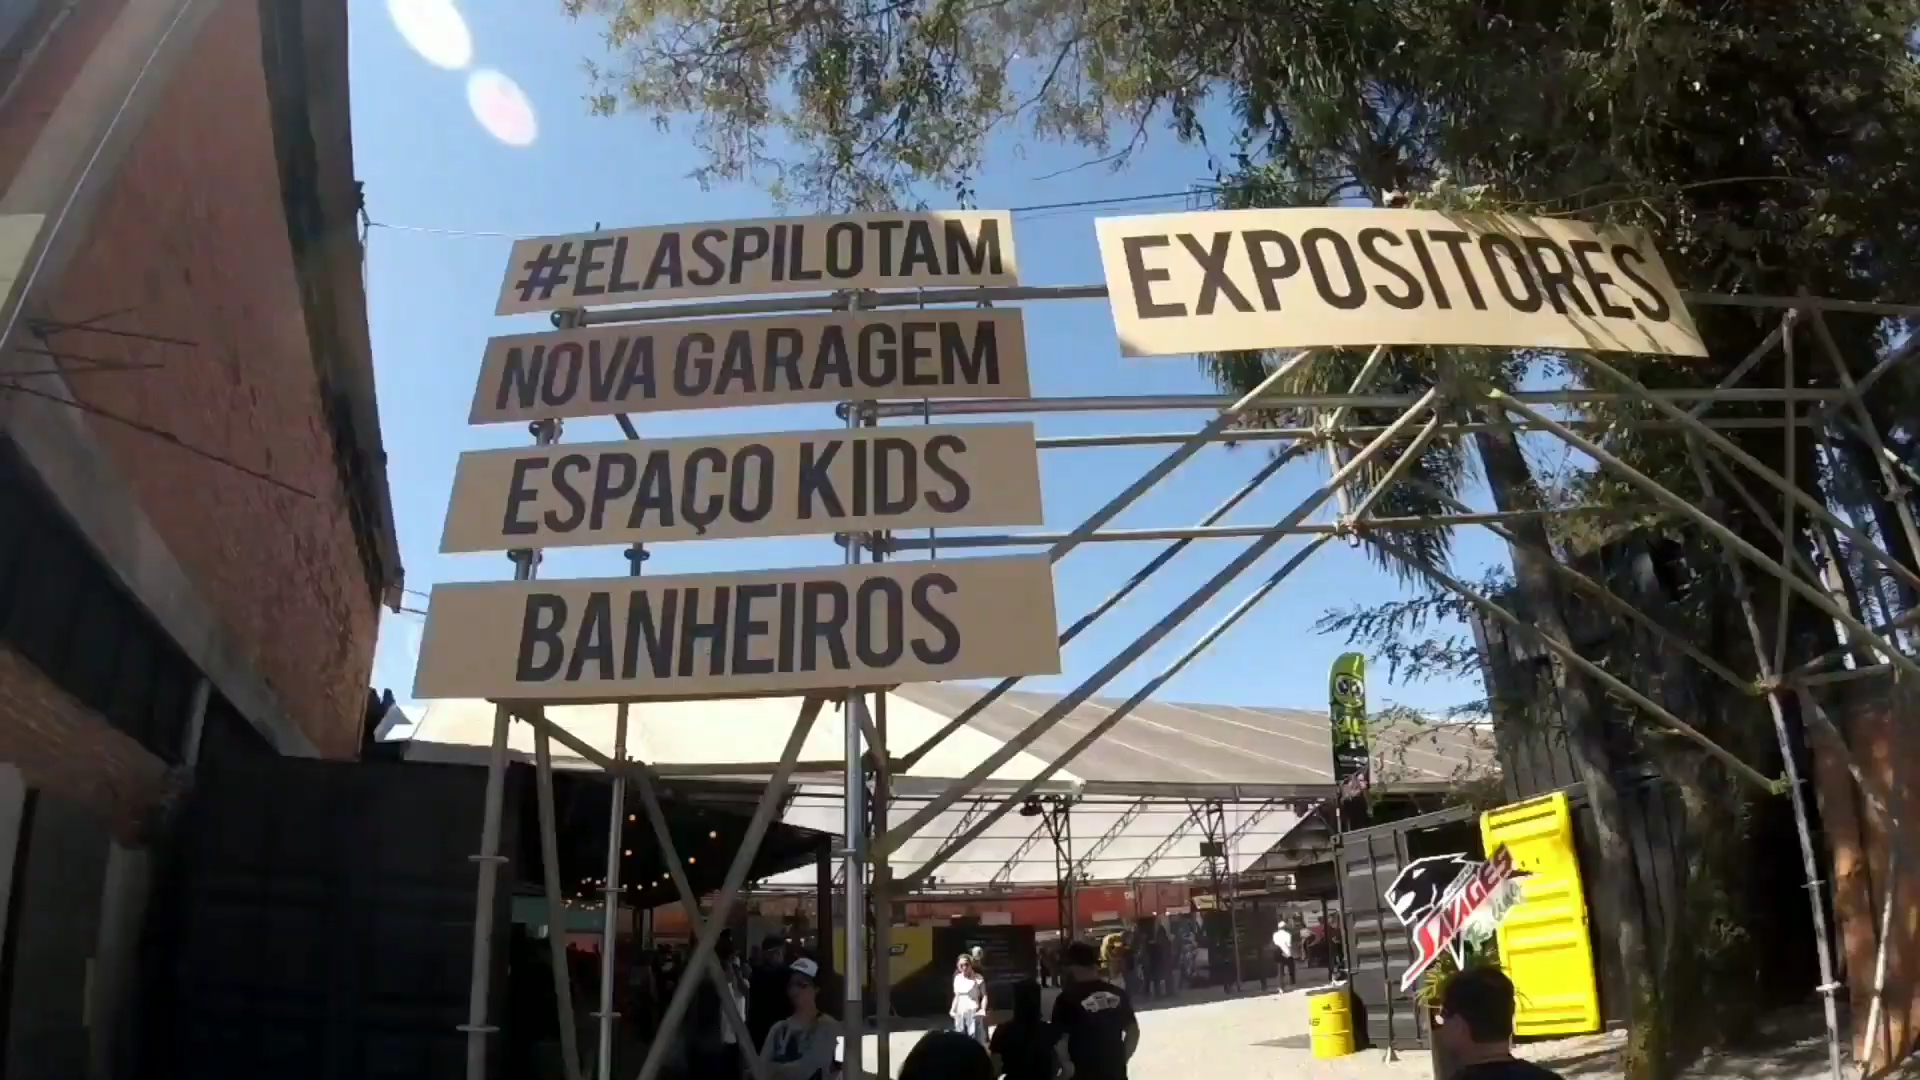 #ELASPILOTAM
EXPOSITORES
NOVA GARAGEM
ESPAÇO KIDS
BANHEIROS
SAVAGES